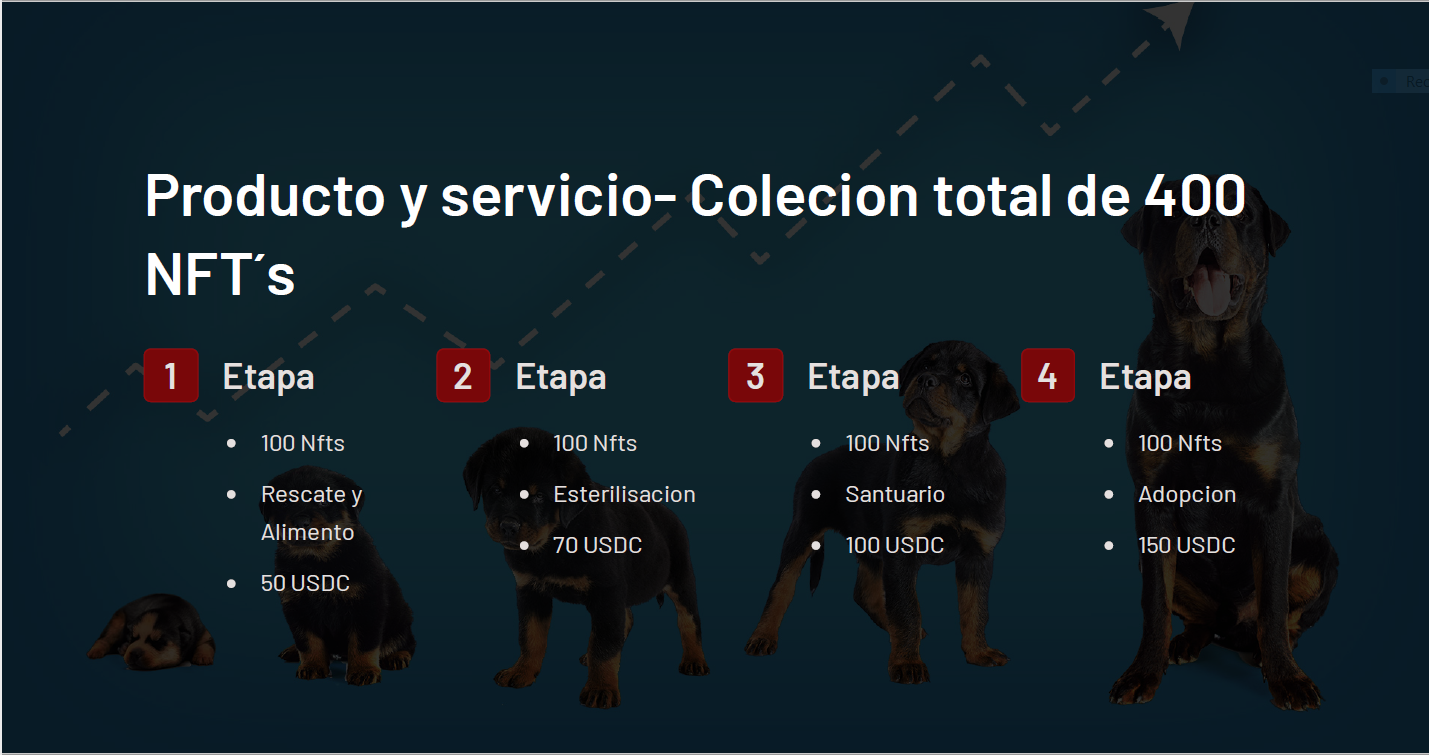 Producto y servicio- Colecion total de 400
NFT´s
1 Etapa
100 Nfts
Rescate y
Alimento
50 USDC
2 Etapa
100 Nfts
Esterilisacion
70 USDC
3 Etapa
100 Nfts
Santuario
100 USDC
4 Etapa
100 Nfts
Adopcion
150 USDC